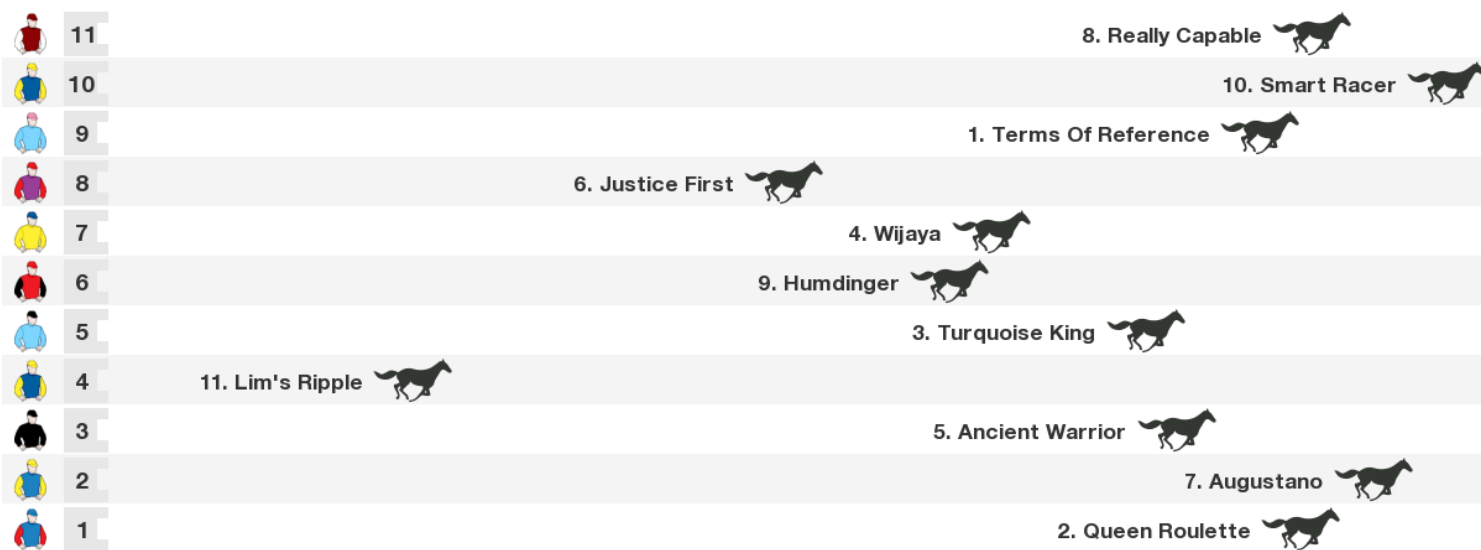 11 8. Really Capable
10 10. Smart Racer
9 1. Terms Of Reference
8 6. Justice First
7 4. Wijaya
6 9. Humdinger
5 3. Turquoise King
4 11. Lim's Ripple
3 5. Ancient Warrior
2 7. Augustano
1 2. Queen Roulette